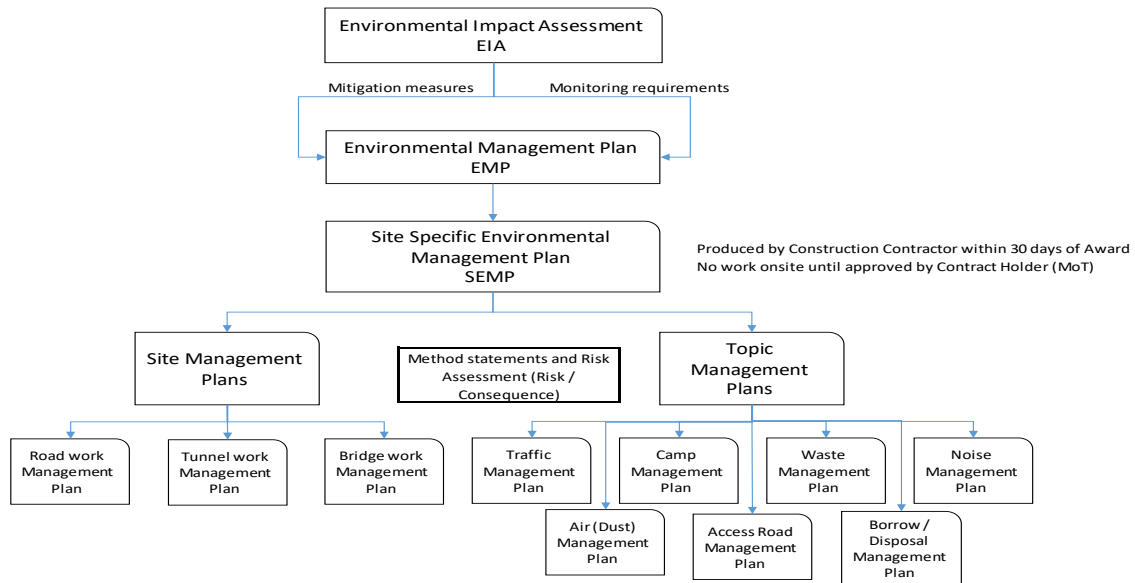 Environmental Impact Assessment
EIA
Mitigation measures
Monitoring requirements
Environmental Management Plan
EMP
Site Specific Environmental
Management Plan
SEMP
Produced by Construction Contractor within 30 days of Award
No work onsite until approved by Contract Holder (MoT)
Site Management
Plans
Method statements and Risk
Assessment (Risk /
Consequence)
Topic
Management
Plans
Road work
Management
Plan
Tunnel work
Management
Plan
Bridge work
Management
Plan
Traffic
Management
Plan
Camp
Management
Plan
Waste
Management
Plan
Noise
Management
Plan
Air (Dust)
Management
Plan
Access Road
Management
Plan
Borrow /
Disposal
Management
Plan